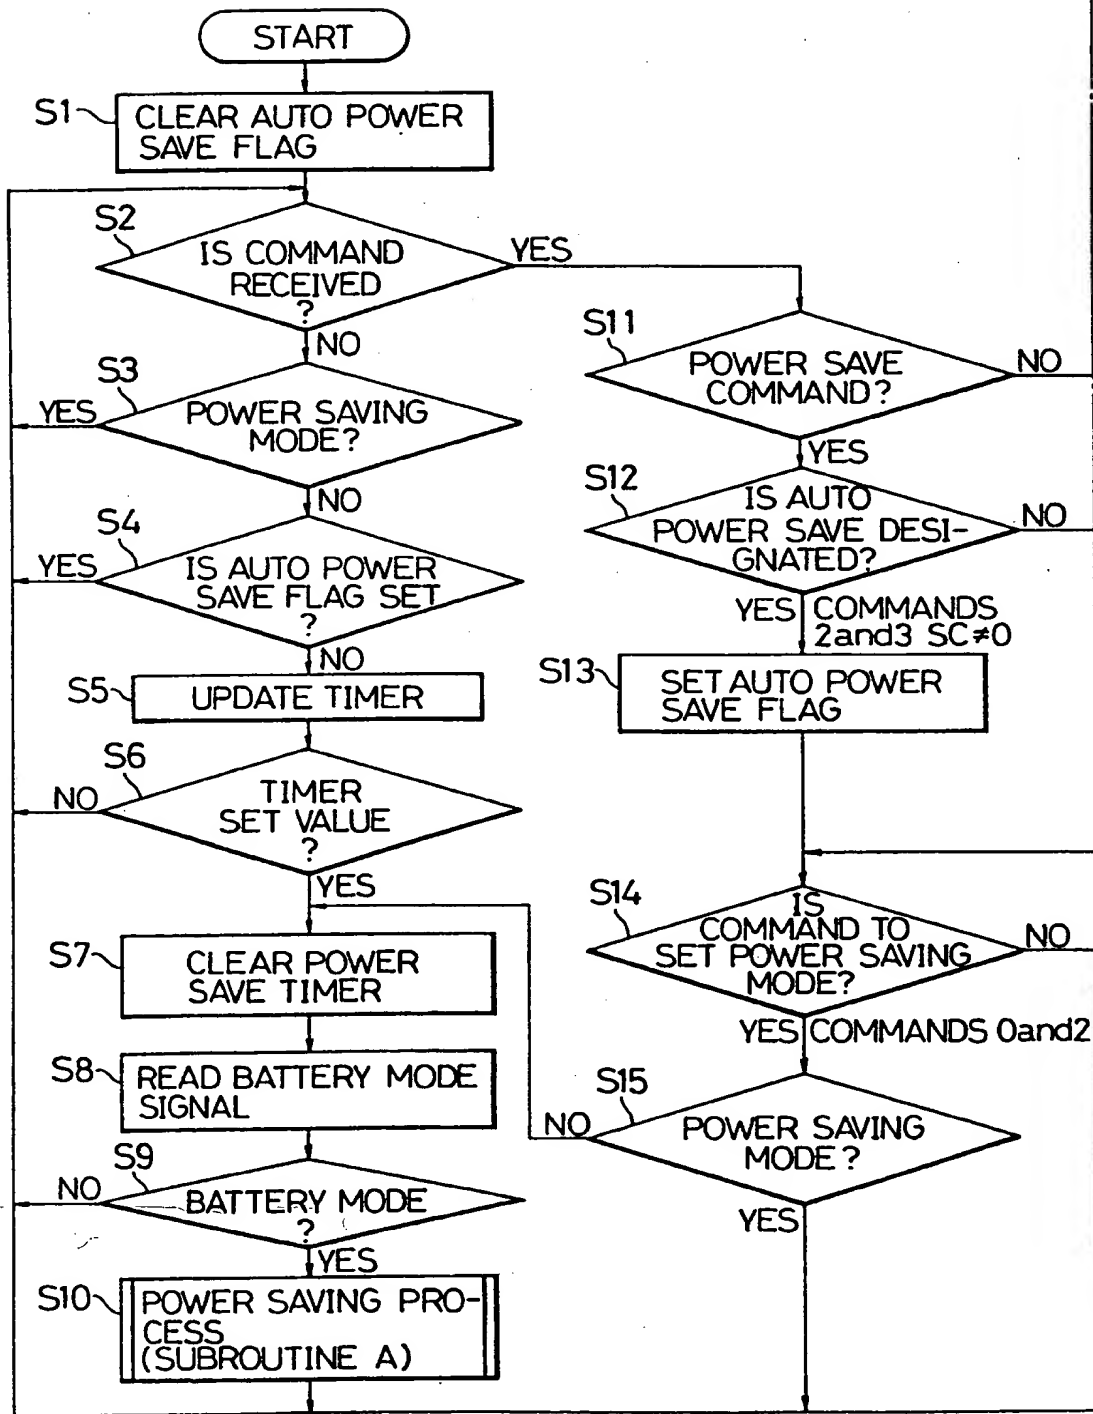 START
S1
CLEAR AUTO POWER
SAVE FLAG
S2
IS COMMAND
RECEIVED
?
YES
NO
S3
POWER SAVING
MODE?
YES
NO
S4
IS AUTO POWER
SAVE FLAG SET
?
YES
NO
S5
UPDATE TIMER
S6
TIMER
SET VALUE
?
NO
YES
S7
CLEAR POWER
SAVE TIMER
S8
READ BATTERY MODE
SIGNAL
S9
BATTERY MODE
?
NO
YES
S10
POWER SAVING PRO-
CESS
(SUBROUTINE A)
S11
POWER SAVE
COMMAND?
NO
YES
S12
IS AUTO
POWER SAVE DESI-
GNATED?
NO
YES
COMMANDS
2and3 SC≠0
S13
SET AUTO POWER
SAVE FLAG
S14
IS
COMMAND TO
SET POWER SAVING
MODE?
NO
YES
COMMANDS 0and2
S15
POWER SAVING
MODE?
NO
YES